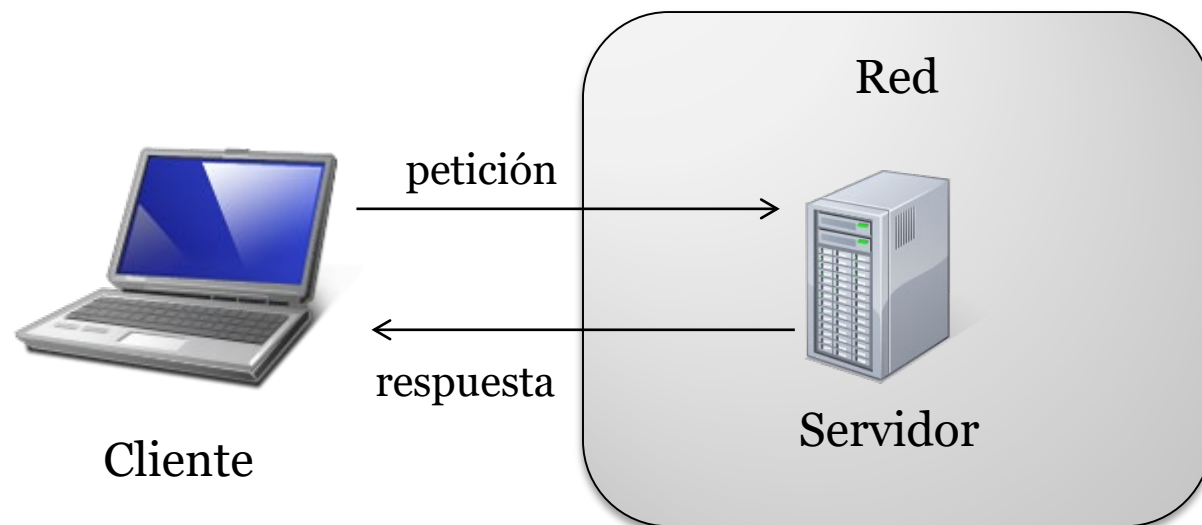 Red
petición
respuesta
Servidor
Cliente